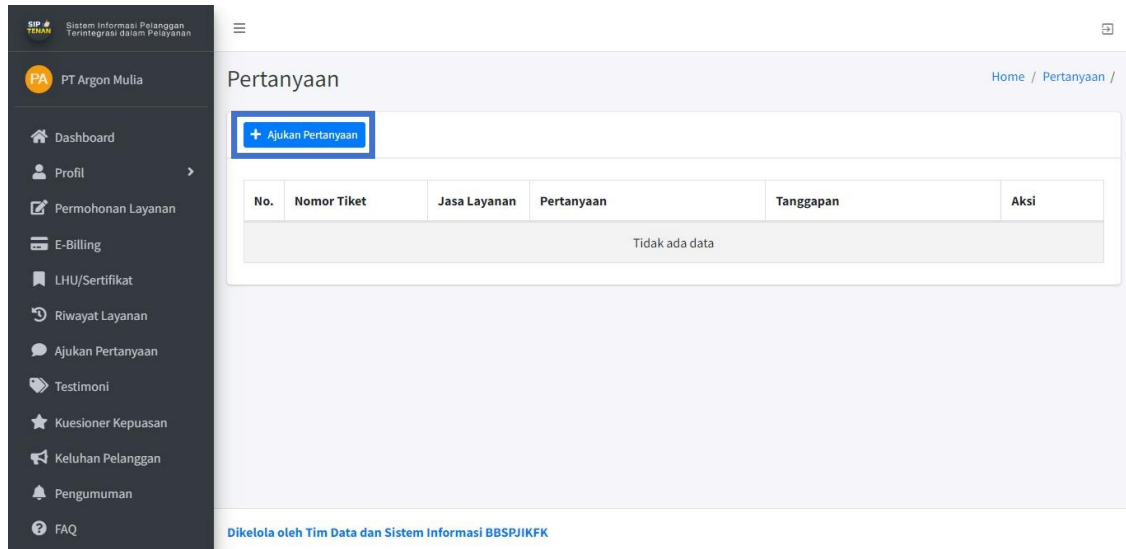 SIP TENAN
Sistem Informasi Pelanggan
Terintegrasi dalam Pelayanan
PA PT Argon Mulia
Dashboard
Profil
Permohonan Layanan
E-Billing
LHU/Sertifikat
Riwayat Layanan
Ajukan Pertanyaan
Testimoni
Kuesioner Kepuasan
Keluhan Pelanggan
Pengumuman
FAQ
Pertanyaan
Home / Pertanyaan /
+ Ajukan Pertanyaan
No. Nomor Tiket Jasa Layanan Pertanyaan Tanggapan Aksi
Tidak ada data
Dikelola oleh Tim Data dan Sistem Informasi BBSPJIKFK